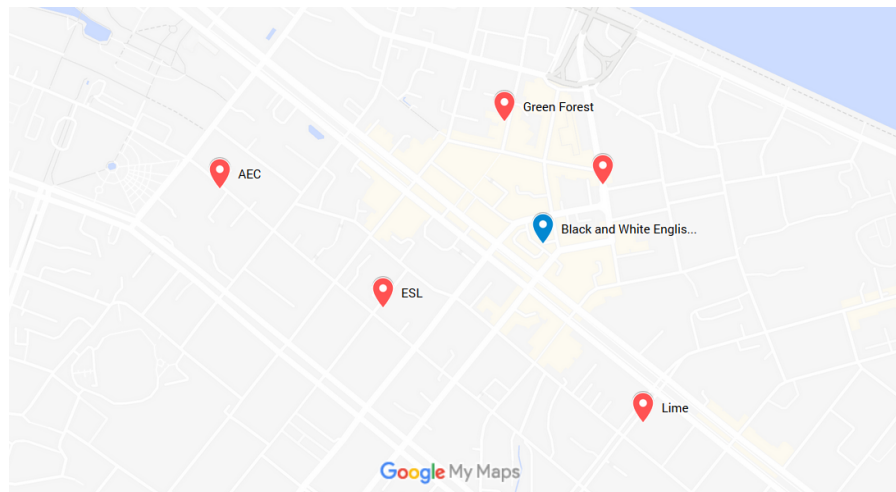 Green Forest
AEC
Black and White Englis...
ESL
Lime
Google My Maps